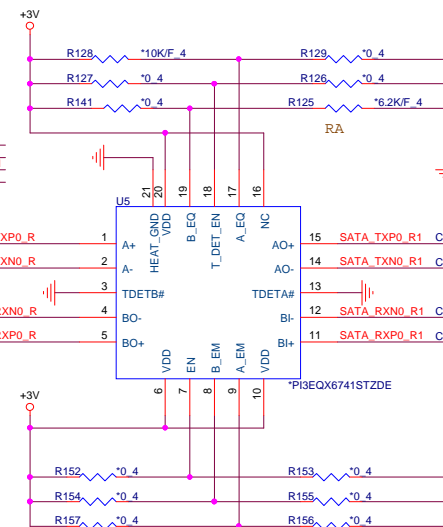 +3V
R128 *10K/F_4 R129 *0_4
R127 *0_4 R126 *0_4
R141 *0_4 R125 *6.2K/F_4
RA
U5
21 20 19 18 17 16
HEAT_GND VDD B_EQ T_DET_EN A_EQ NC
XP0_R 1 A+ AO+ 15 SATA_TXP0_R1 C
XN0_R 2 A- AO- 14 SATA_TXN0_R1 C
3 TDETB# TDETA# 13
XN0_R 4 BO- BI- 12 SATA_RXN0_R1 C
XP0_R 5 BO+ BI+ 11 SATA_RXP0_R1 C
VDD EN B_EM A_EM VDD
6 7 8 9 10
*PI3EQX6741STZDE
+3V
R152 *0_4 R153 *0_4
R154 *0_4 R155 *0_4
R157 *0_4 R156 *0_4